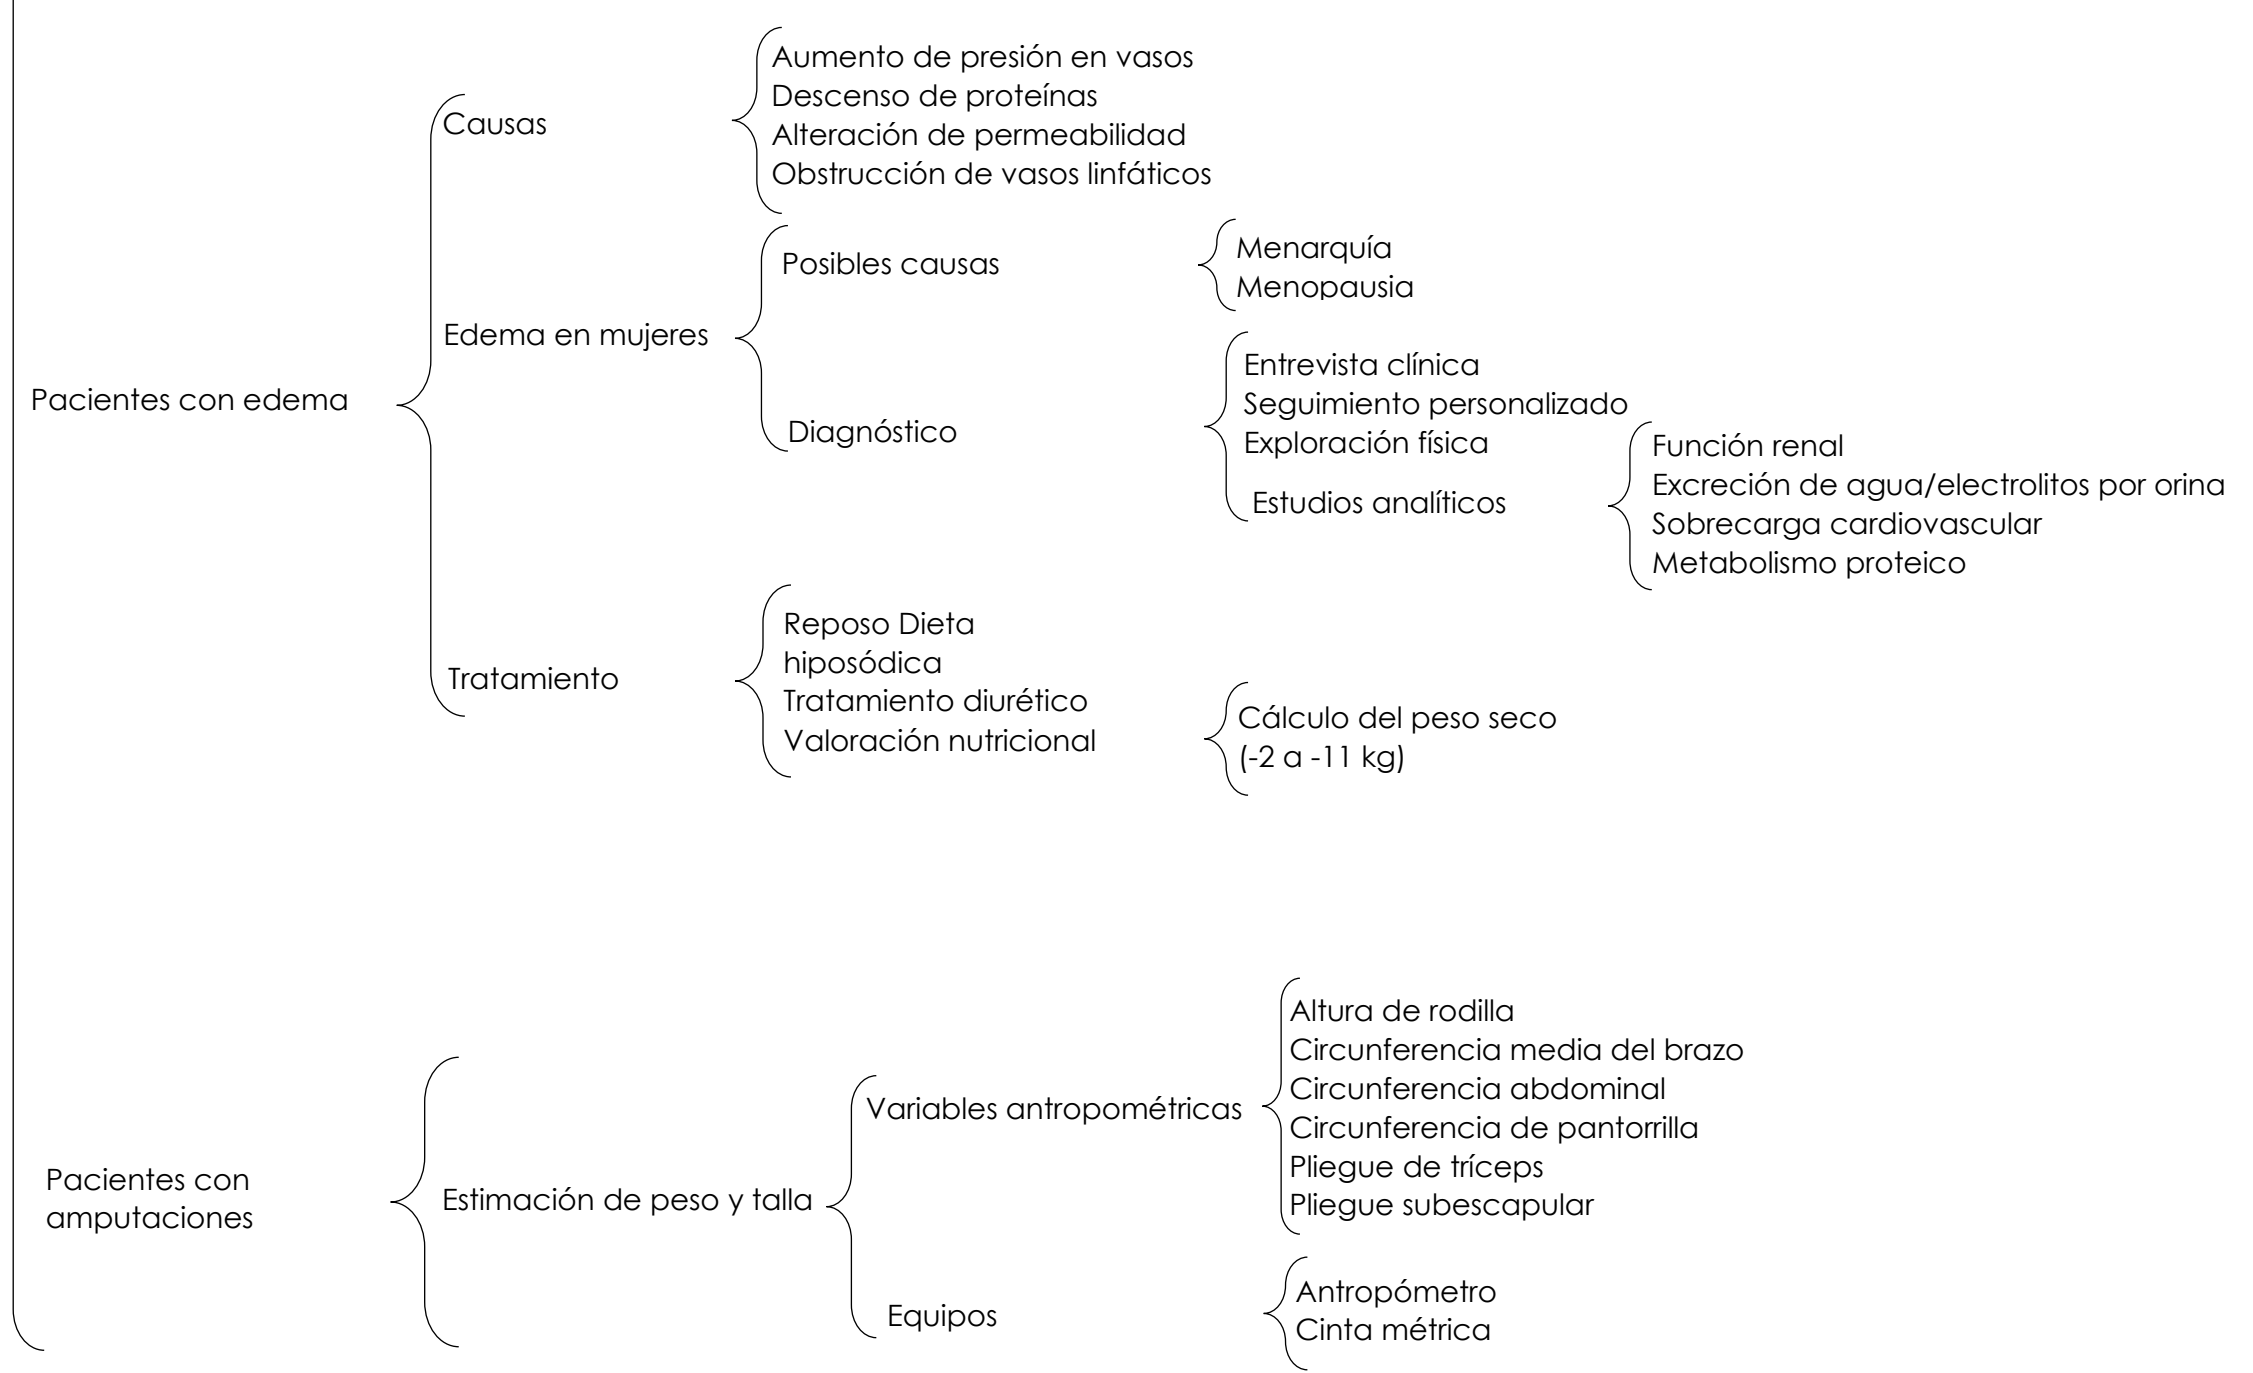 Aumento de presión en vasos
Descenso de proteínas
Causas
Alteración de permeabilidad
Obstrucción de vasos linfáticos
Menarquía
Posibles causas
Menopausia
Edema en mujeres
Entrevista clínica
Pacientes con edema
Seguimiento personalizado
Diagnóstico
Exploración física
Función renal
Excreción de agua/electrolitos por orina
Estudios analíticos
Sobrecarga cardiovascular
Metabolismo proteico
Reposo Dieta
hiposódica
Tratamiento
Tratamiento diurético
Valoración nutricional
Cálculo del peso seco
(-2 a -11 kg)
Altura de rodilla
Circunferencia media del brazo
Circunferencia abdominal
Variables antropométricas
Circunferencia de pantorrilla
Pliegue de tríceps
Pliegue subescapular
Pacientes con
amputaciones
Estimación de peso y talla
Antropómetro
Equipos
Cinta métrica